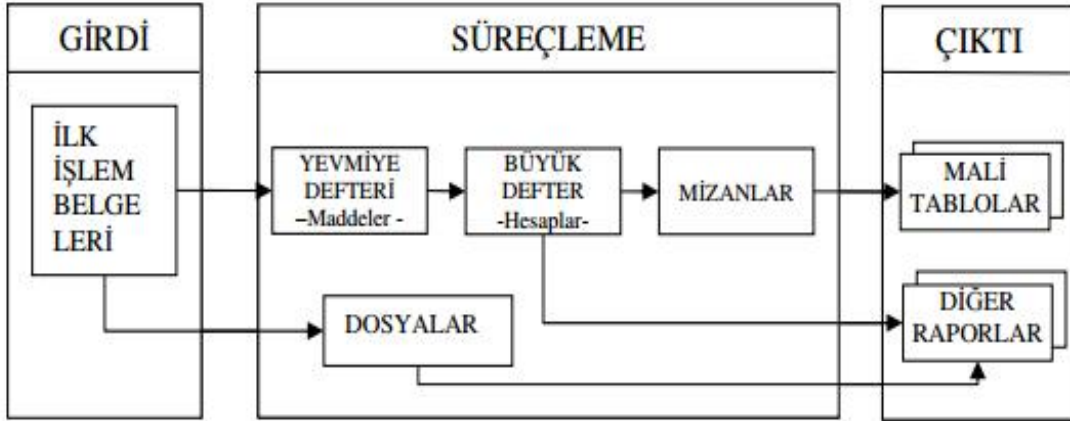 GİRDİ
SÜREÇLEME
ÇIKTI
İLK
İŞLEM
BELGE
LERİ
YEVMİYE
DEFTERİ
–Maddeler -
BÜYÜK
DEFTER
-Hesaplar-
MİZANLAR
MALİ
TABLOLAR
DOSYALAR
DİĞER
RAPORLAR